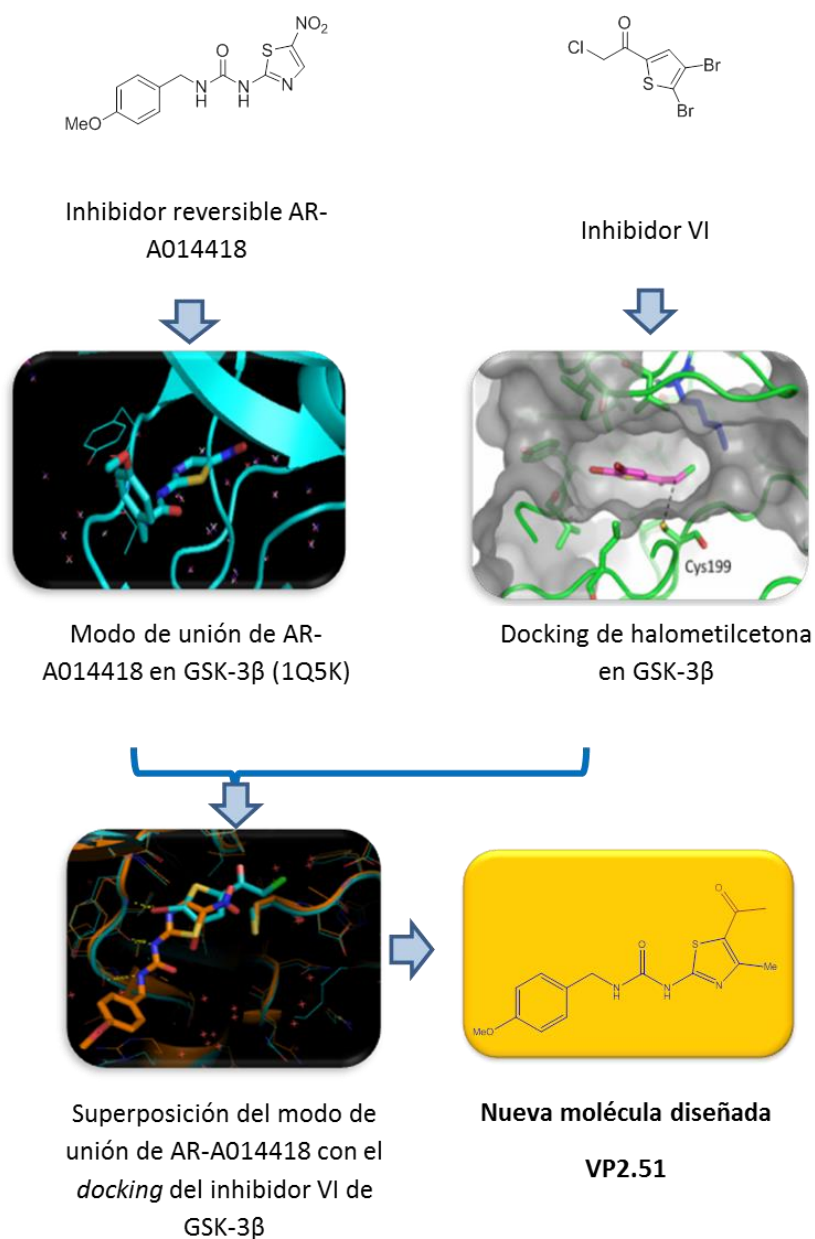 NO₂
O
S
N
H
N
H
N
MeO
O
Cl
S
Br
Br
Inhibidor reversible AR-
A014418
Inhibidor VI
Cys199
Modo de unión de AR-
A014418 en GSK-3β (1Q5K)
Docking de halometilcetona
en GSK-3β
O
O
S
N
H
N
H
N
Me
MeO
Superposición del modo de
unión de AR-A014418 con el
docking del inhibidor VI de
GSK-3β
Nueva molécula diseñada
VP2.51